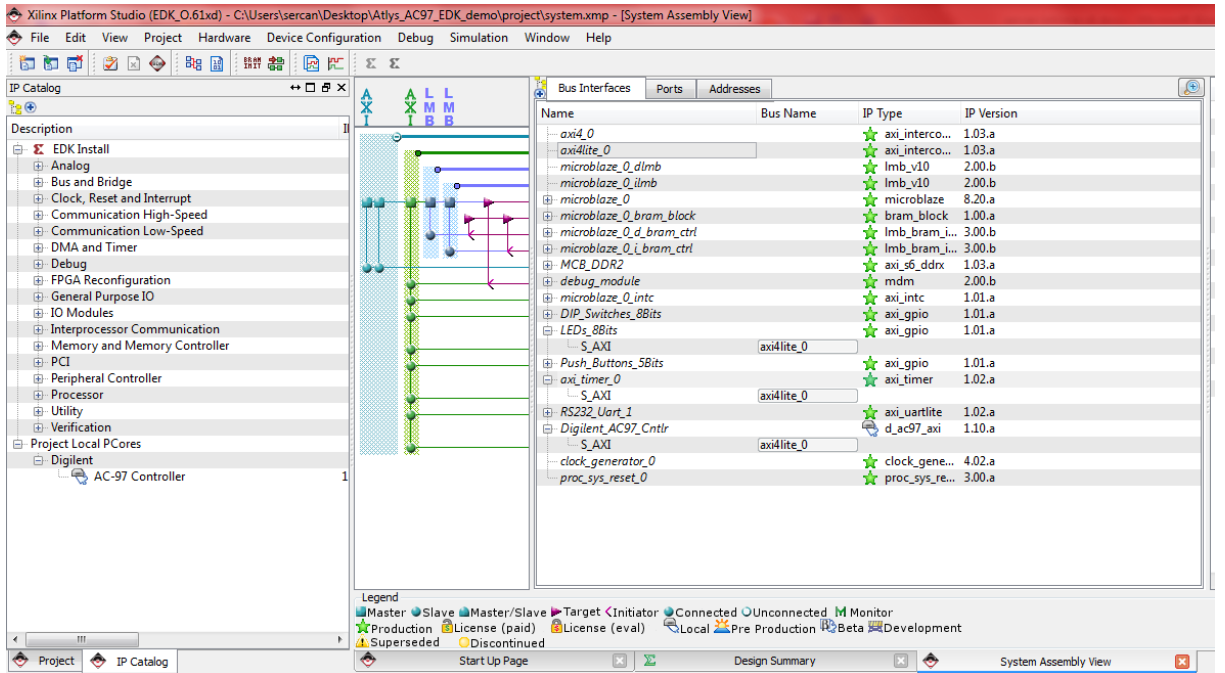 Xilinx Platform Studio (EDK_O.61xd) - C:\Users\sercan\Desktop\Atlys_AC97_EDK_demo\project\system.xmp - [System Assembly View]
File Edit View Project Hardware Device Configuration Debug Simulation Window Help
IP Catalog
Description
EDK Install
Analog
Bus and Bridge
Clock, Reset and Interrupt
Communication High-Speed
Communication Low-Speed
DMA and Timer
Debug
FPGA Reconfiguration
General Purpose IO
IO Modules
Interprocessor Communication
Memory and Memory Controller
PCI
Peripheral Controller
Processor
Utility
Verification
Project Local PCores
Digilent
AC-97 Controller 1
Project IP Catalog
AXI AXI LMB LMB
Bus Interfaces Ports Addresses
Name Bus Name IP Type IP Version
axi4_0 axi_interco... 1.03.a
axi4lite_0 axi_interco... 1.03.a
microblaze_0_dlmb lmb_v10 2.00.b
microblaze_0_ilmb lmb_v10 2.00.b
microblaze_0 microblaze 8.20.a
microblaze_0_bram_block bram_block 1.00.a
microblaze_0_d_bram_ctrl lmb_bram_i... 3.00.b
microblaze_0_i_bram_ctrl lmb_bram_i... 3.00.b
MCB_DDR2 axi_s6_ddrx 1.03.a
debug_module mdm 2.00.b
microblaze_0_intc axi_intc 1.01.a
DIP_Switches_8Bits axi_gpio 1.01.a
LEDs_8Bits axi_gpio 1.01.a
S_AXI axi4lite_0
Push_Buttons_5Bits axi_gpio 1.01.a
axi_timer_0 axi_timer 1.02.a
S_AXI axi4lite_0
RS232_Uart_1 axi_uartlite 1.02.a
Digilent_AC97_Cntlr d_ac97_axi 1.10.a
S_AXI axi4lite_0
clock_generator_0 clock_gene... 4.02.a
proc_sys_reset_0 proc_sys_re... 3.00.a
Legend
Master Slave Master/Slave Target Initiator Connected Unconnected M Monitor
Production License (paid) License (eval) Local Pre Production Beta Development
Superseded Discontinued
Start Up Page Design Summary System Assembly View